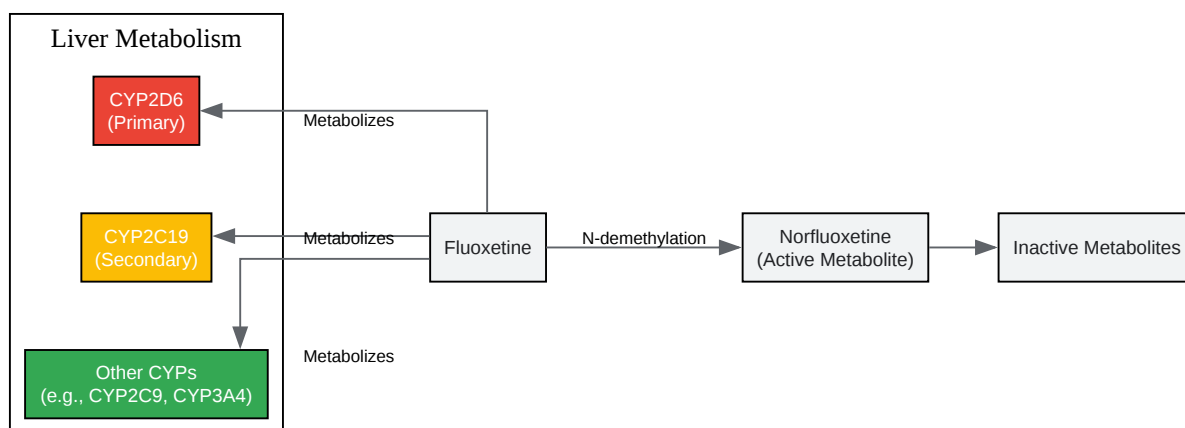 Liver Metabolism
CYP2D6
(Primary)
Metabolizes
CYP2C19
(Secondary)
Metabolizes
Fluoxetine
N-demethylation
Norfluoxetine
(Active Metabolite)
Inactive Metabolites
Other CYPs
(e.g., CYP2C9, CYP3A4)
Metabolizes